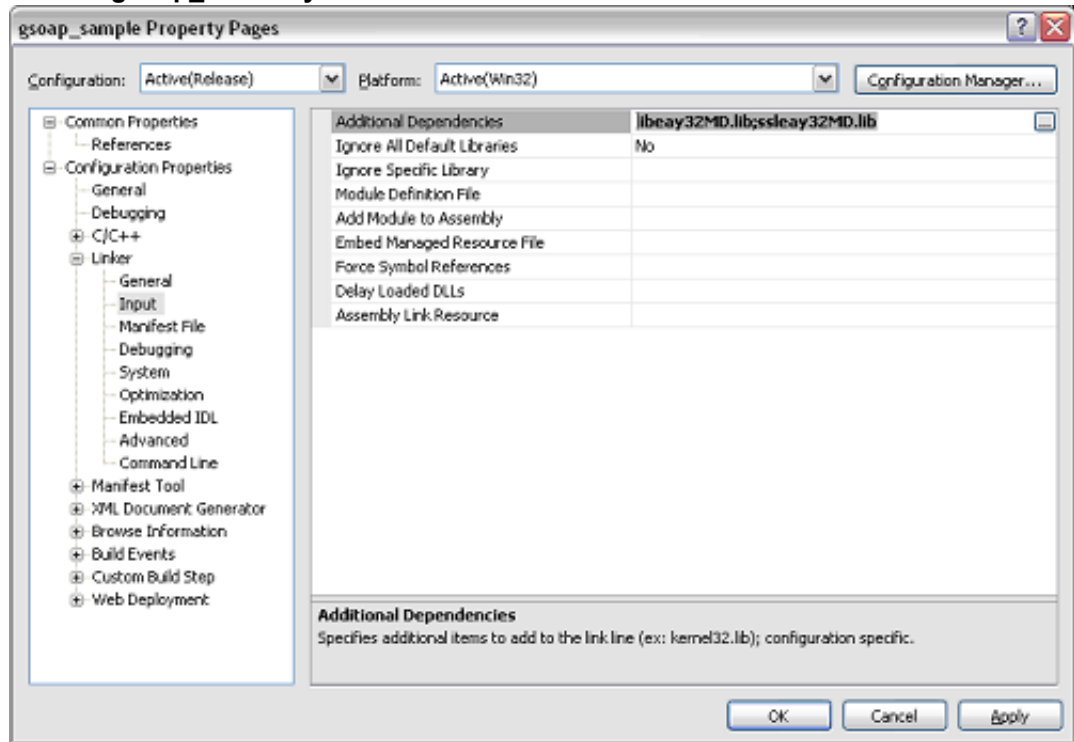 gsoap_sample Property Pages
Configuration: Active(Release) Platform: Active(Win32) Configuration Manager...
Common Properties
References
Configuration Properties
General
Debugging
C/C++
Linker
General
Input
Manifest File
Debugging
System
Optimization
Embedded IDL
Advanced
Command Line
Manifest Tool
XML Document Generator
Browse Information
Build Events
Custom Build Step
Web Deployment
Additional Dependencies libeay32MD.lib;ssleay32MD.lib ...
Ignore All Default Libraries No
Ignore Specific Library
Module Definition File
Add Module to Assembly
Embed Managed Resource File
Force Symbol References
Delay Loaded DLLs
Assembly Link Resource
Additional Dependencies
Specifies additional items to add to the link line (ex: kernel32.lib); configuration specific.
OK Cancel Apply